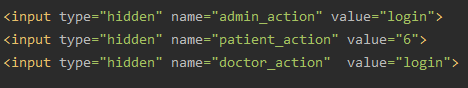 <input type="hidden" name="admin_action" value="login">
<input type="hidden" name="patient_action" value="6">
<input type="hidden" name="doctor_action"  value="login">